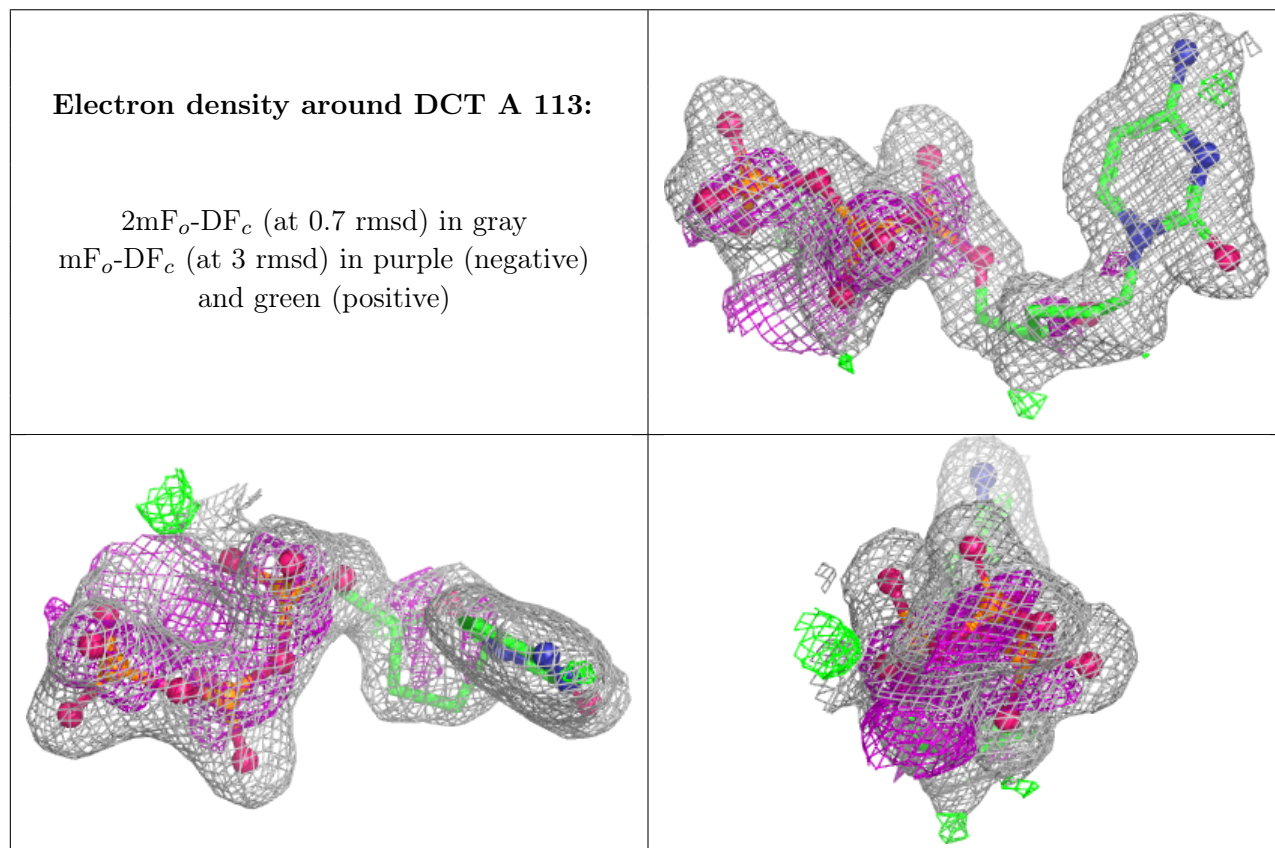 Electron density around DCT A 113:
2mFo-DFc (at 0.7 rmsd) in gray
mFo-DFc (at 3 rmsd) in purple (negative)
and green (positive)